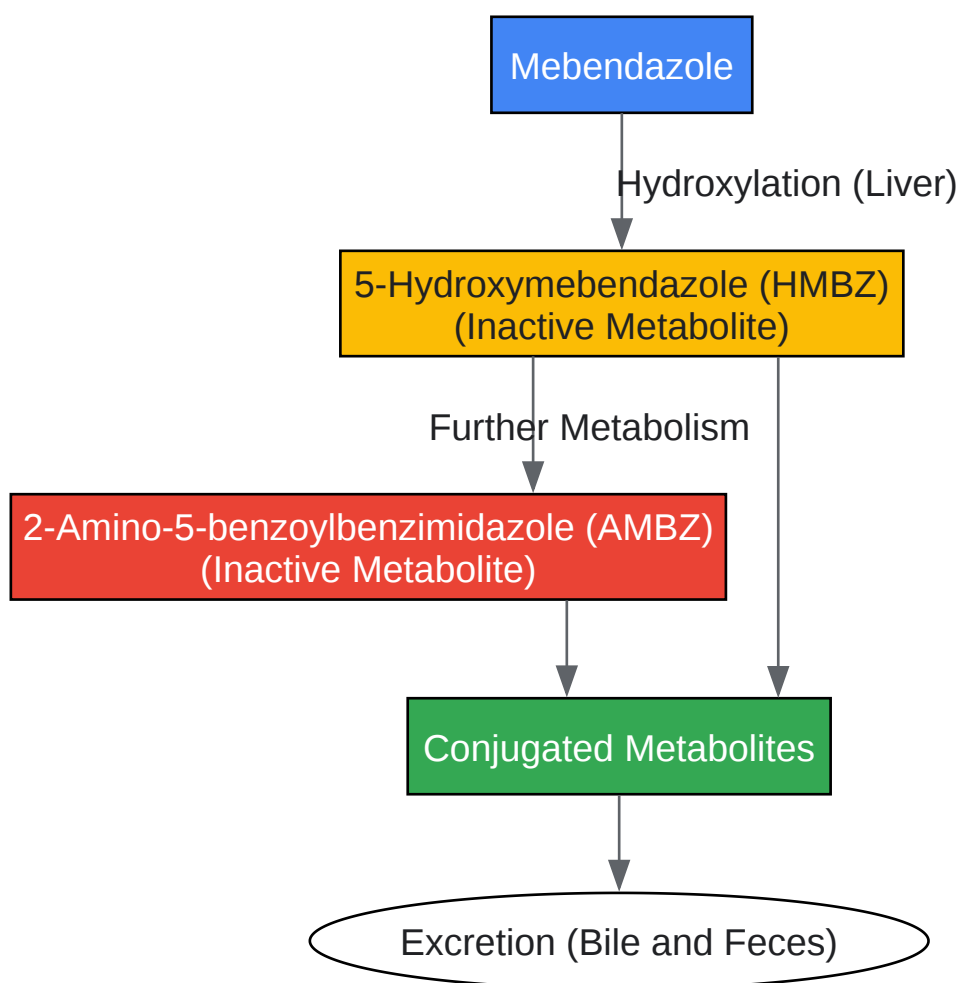 Mebendazole
Hydroxylation (Liver)
5-Hydroxymebendazole (HMBZ)
(Inactive Metabolite)
Further Metabolism
2-Amino-5-benzoylbenzimidazole (AMBZ)
(Inactive Metabolite)
Conjugated Metabolites
Excretion (Bile and Feces)